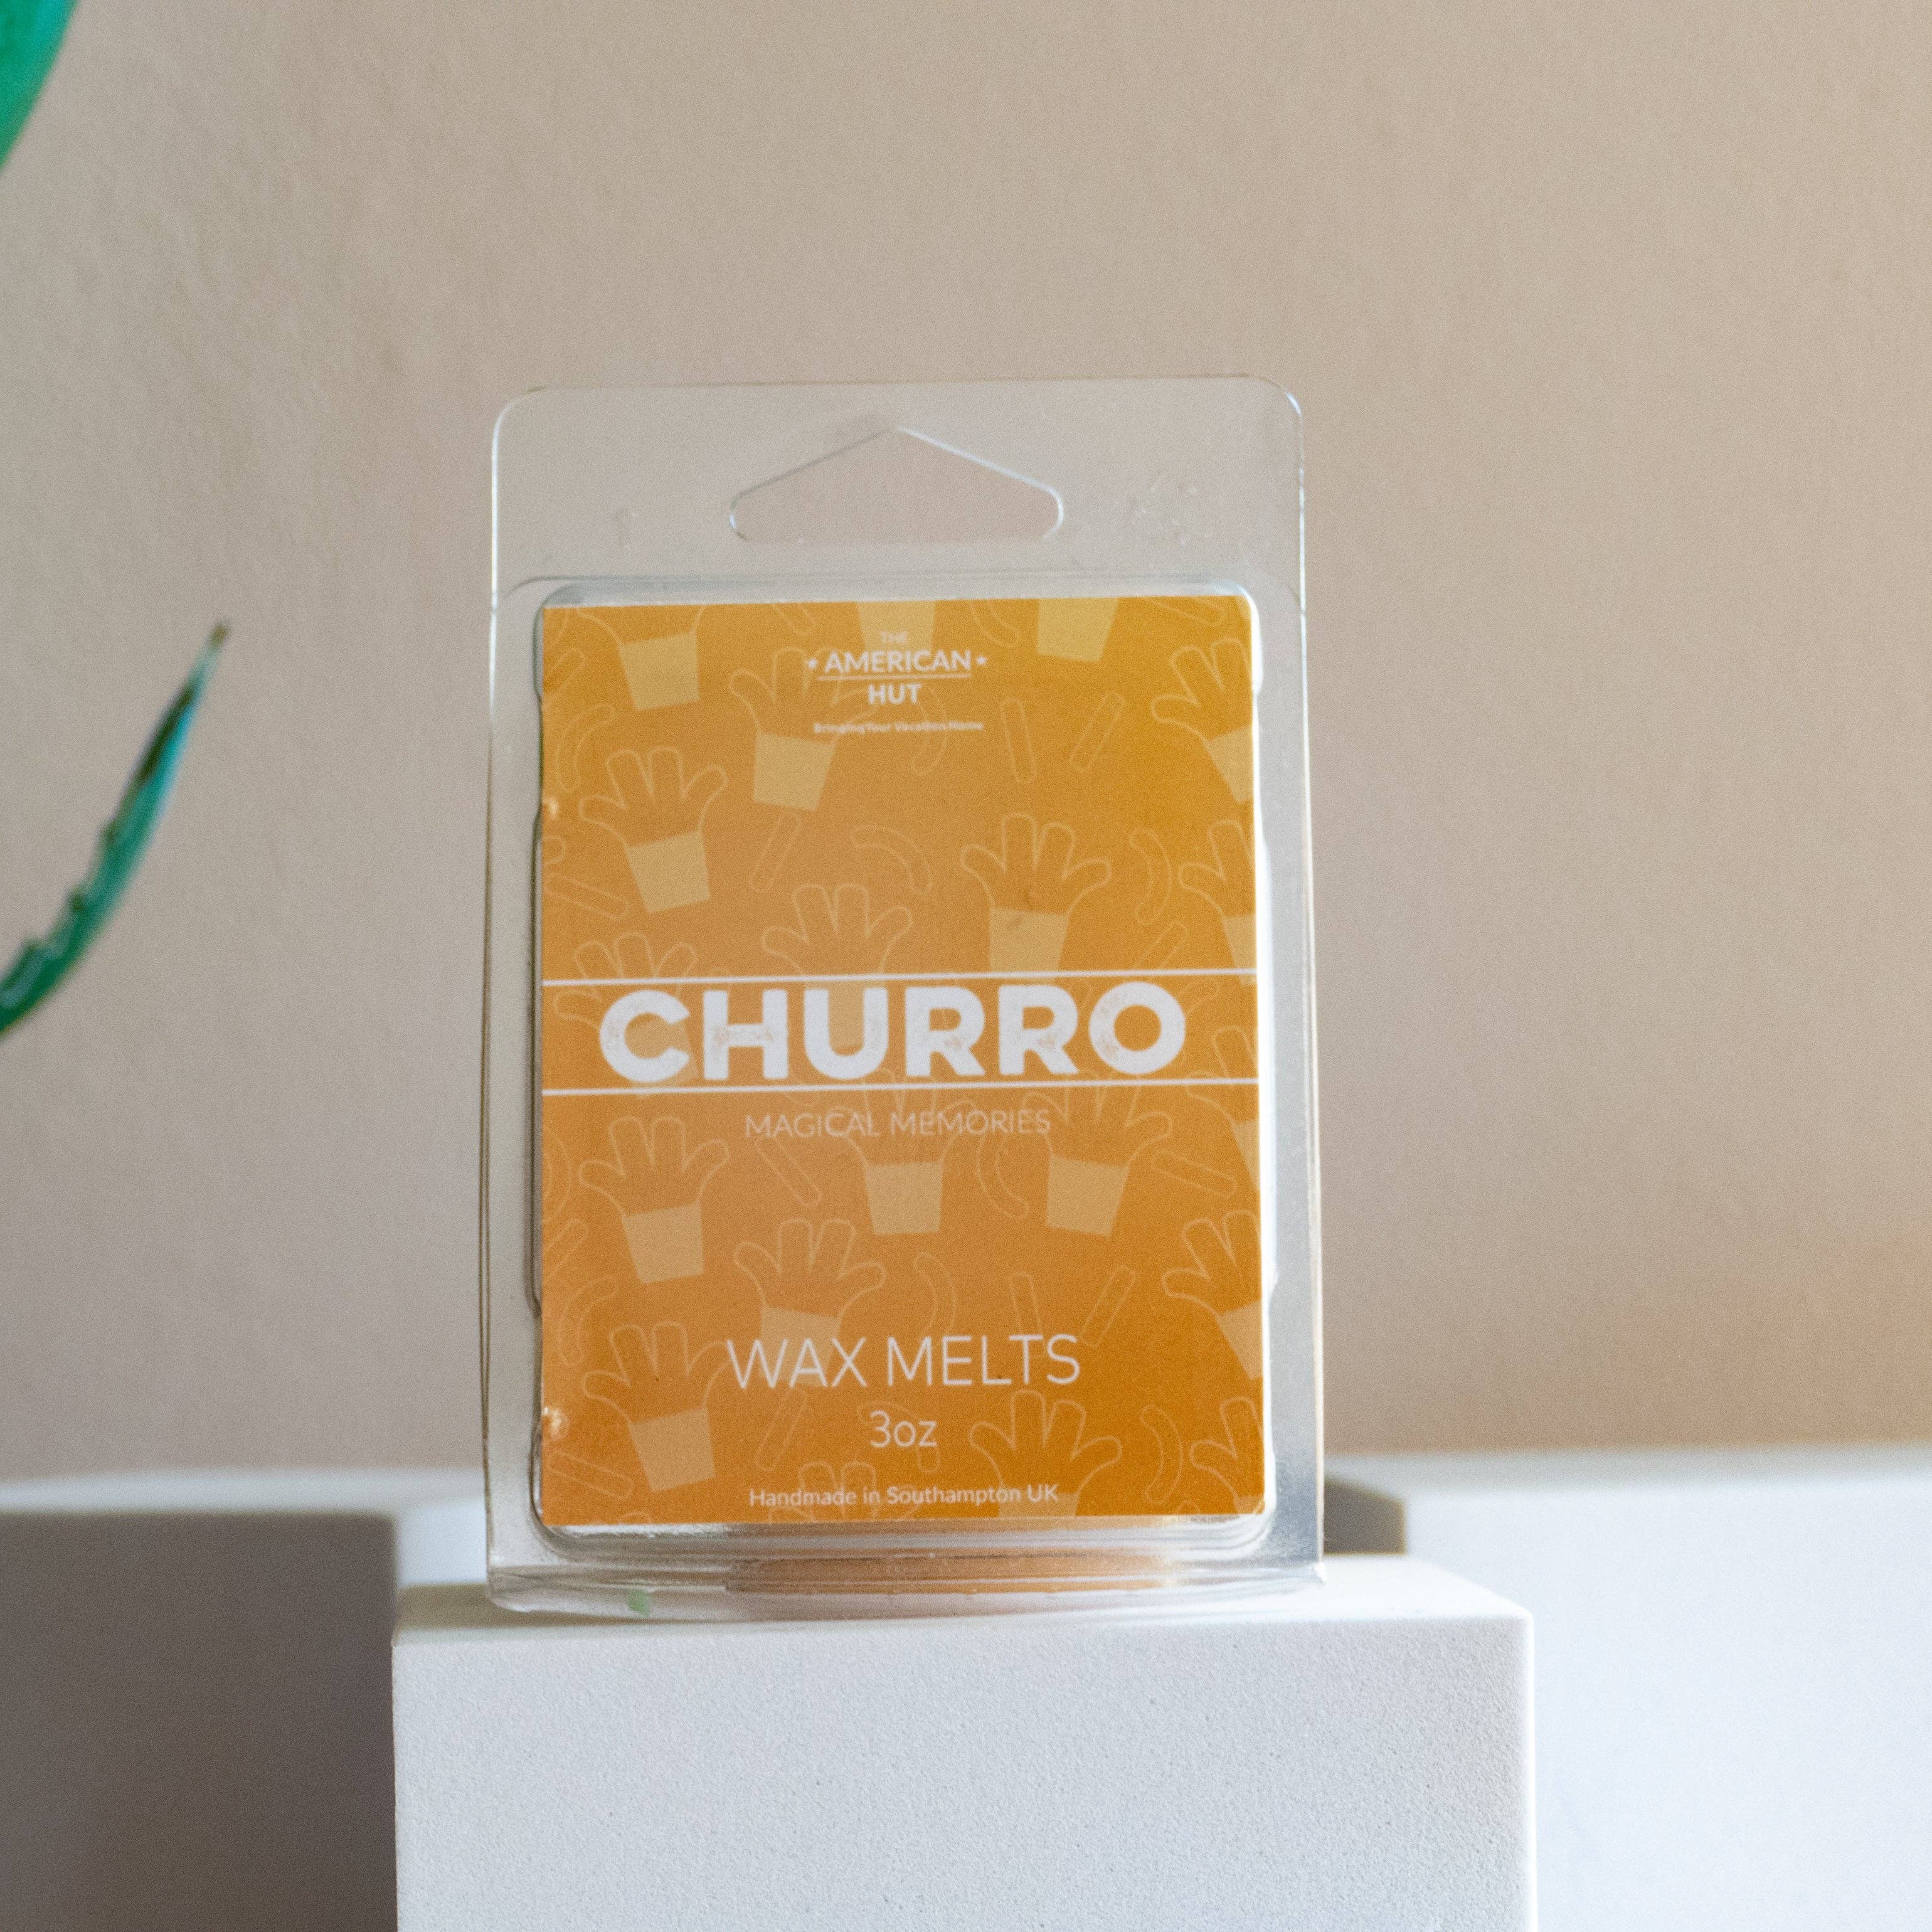 THE
★ AMERICAN ★
HUT
Bringing Your Vacation Home
CHURRO
MAGICAL MEMORIES
WAX MELTS
3oz
Handmade in Southampton UK